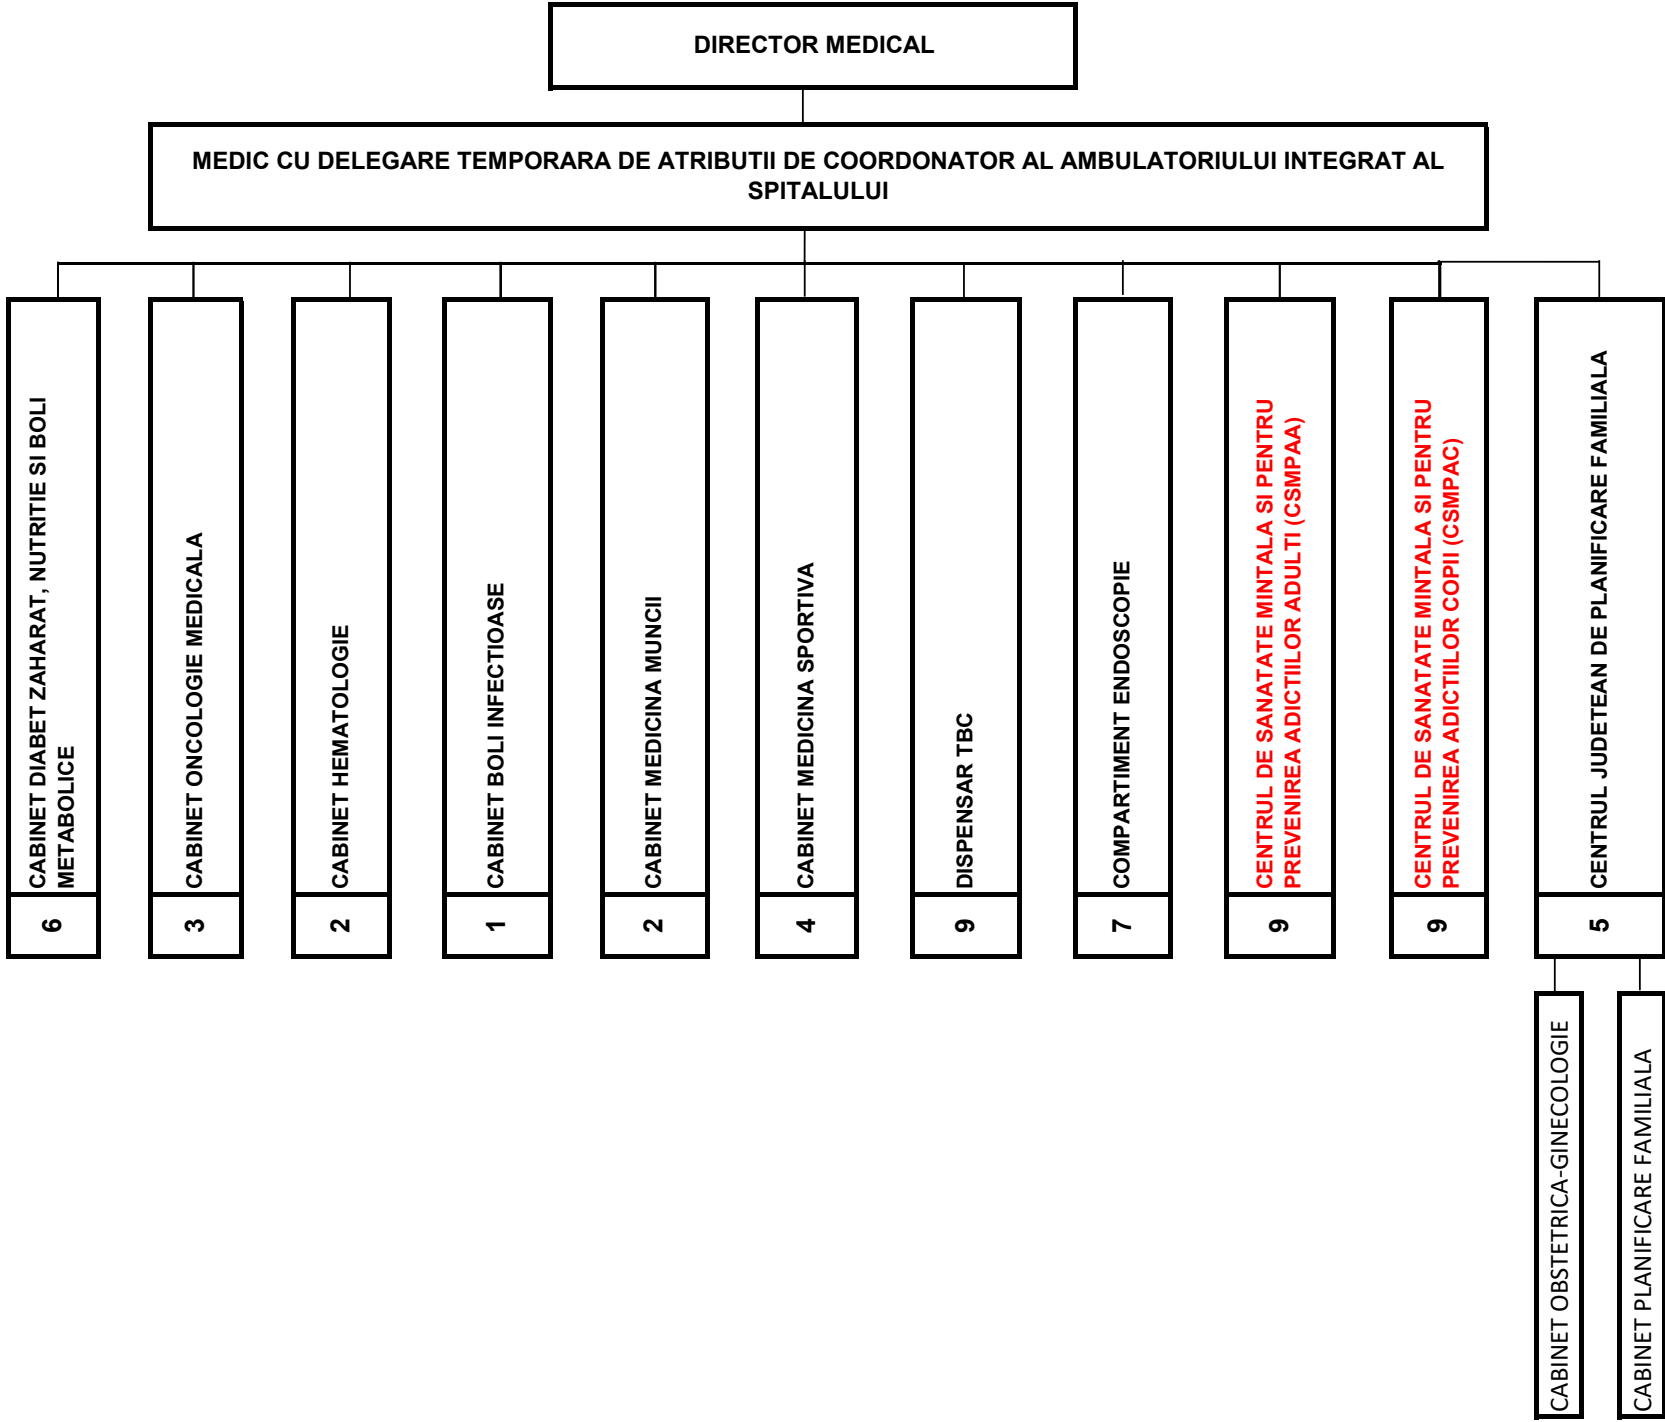 DIRECTOR MEDICAL
MEDIC CU DELEGARE TEMPORARA DE ATRIBUTII DE COORDONATOR AL AMBULATORIULUI INTEGRAT AL
SPITALULUI
CABINET DIABET ZAHARAT, NUTRITIE SI BOLI
METABOLICE
6
CABINET ONCOLOGIE MEDICALA
3
CABINET HEMATOLOGIE
2
CABINET BOLI INFECTIOASE
1
CABINET MEDICINA MUNCII
2
CABINET MEDICINA SPORTIVA
4
DISPENSAR TBC
9
COMPARTIMENT ENDOSCOPIE
7
CENTRUL DE SANATATE MINTALA SI PENTRU
PREVENIREA ADICTIILOR ADULTI (CSMPAA)
9
CENTRUL DE SANATATE MINTALA SI PENTRU
PREVENIREA ADICTIILOR COPII (CSMPAC)
9
CENTRUL JUDETEAN DE PLANIFICARE FAMILIALA
5
CABINET OBSTETRICA-GINECOLOGIE
CABINET PLANIFICARE FAMILIALA